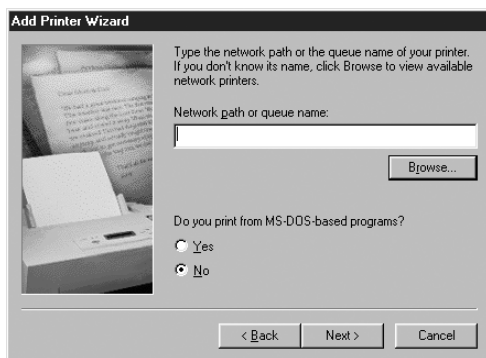 Add Printer Wizard
Type the network path or the queue name of your printer.
If you don't know its name, click Browse to view available
network printers.
Network path or queue name:
Browse...
Do you print from MS-DOS-based programs?
Yes
No
< Back
Next >
Cancel